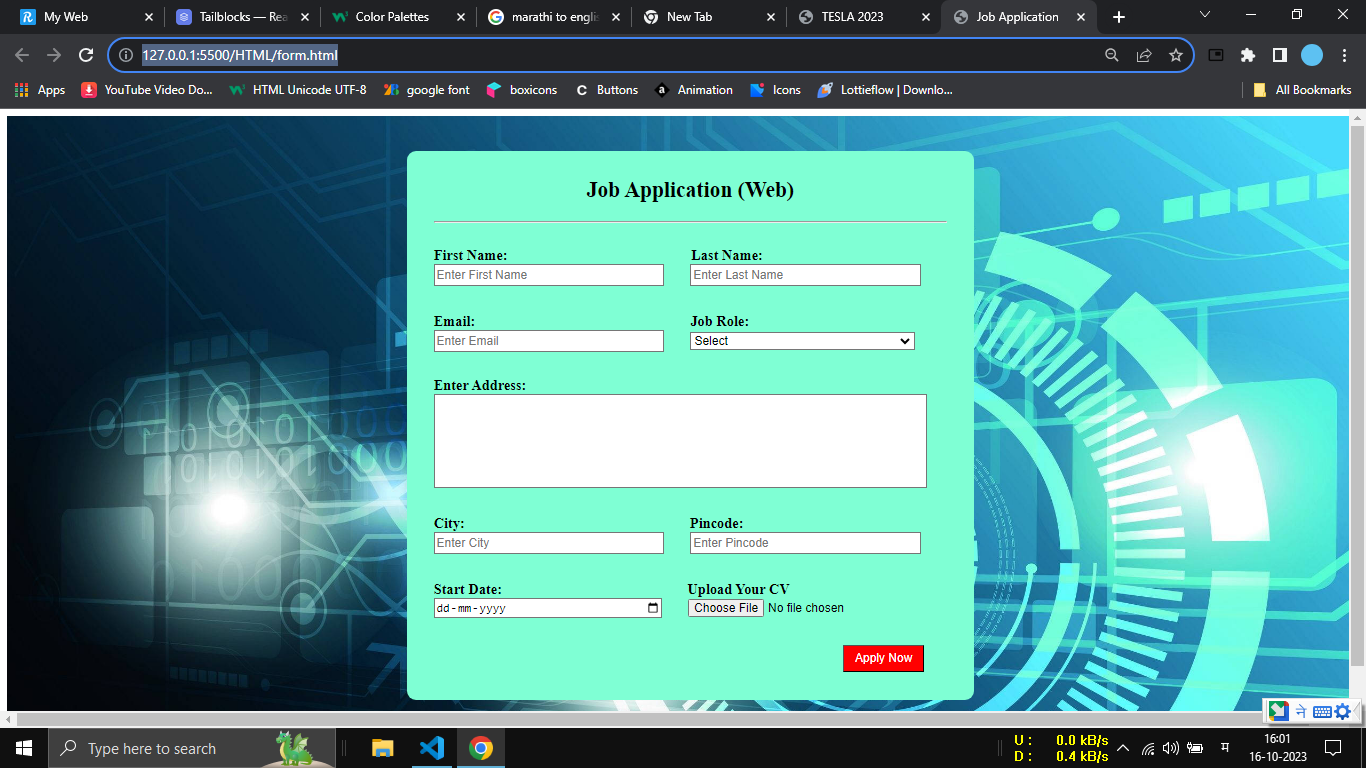 My Web
Tailblocks — Rea
Color Palettes
marathi to englis
New Tab
TESLA 2023
Job Application
127.0.0.1:5500/HTML/form.html
Apps
YouTube Video Do...
HTML Unicode UTF-8
google font
boxicons
Buttons
Animation
Icons
Lottieflow | Downlo...
All Bookmarks
Job Application (Web)
First Name:
Last Name:
Enter First Name
Enter Last Name
Email:
Job Role:
Enter Email
Select
Enter Address:
City:
Pincode:
Enter City
Enter Pincode
Start Date:
Upload Your CV
dd-mm-yyyy
Choose File No file chosen
Apply Now
Type here to search
U : 0.0 kB/s
D : 0.4 kB/s
म
16:01
16-10-2023